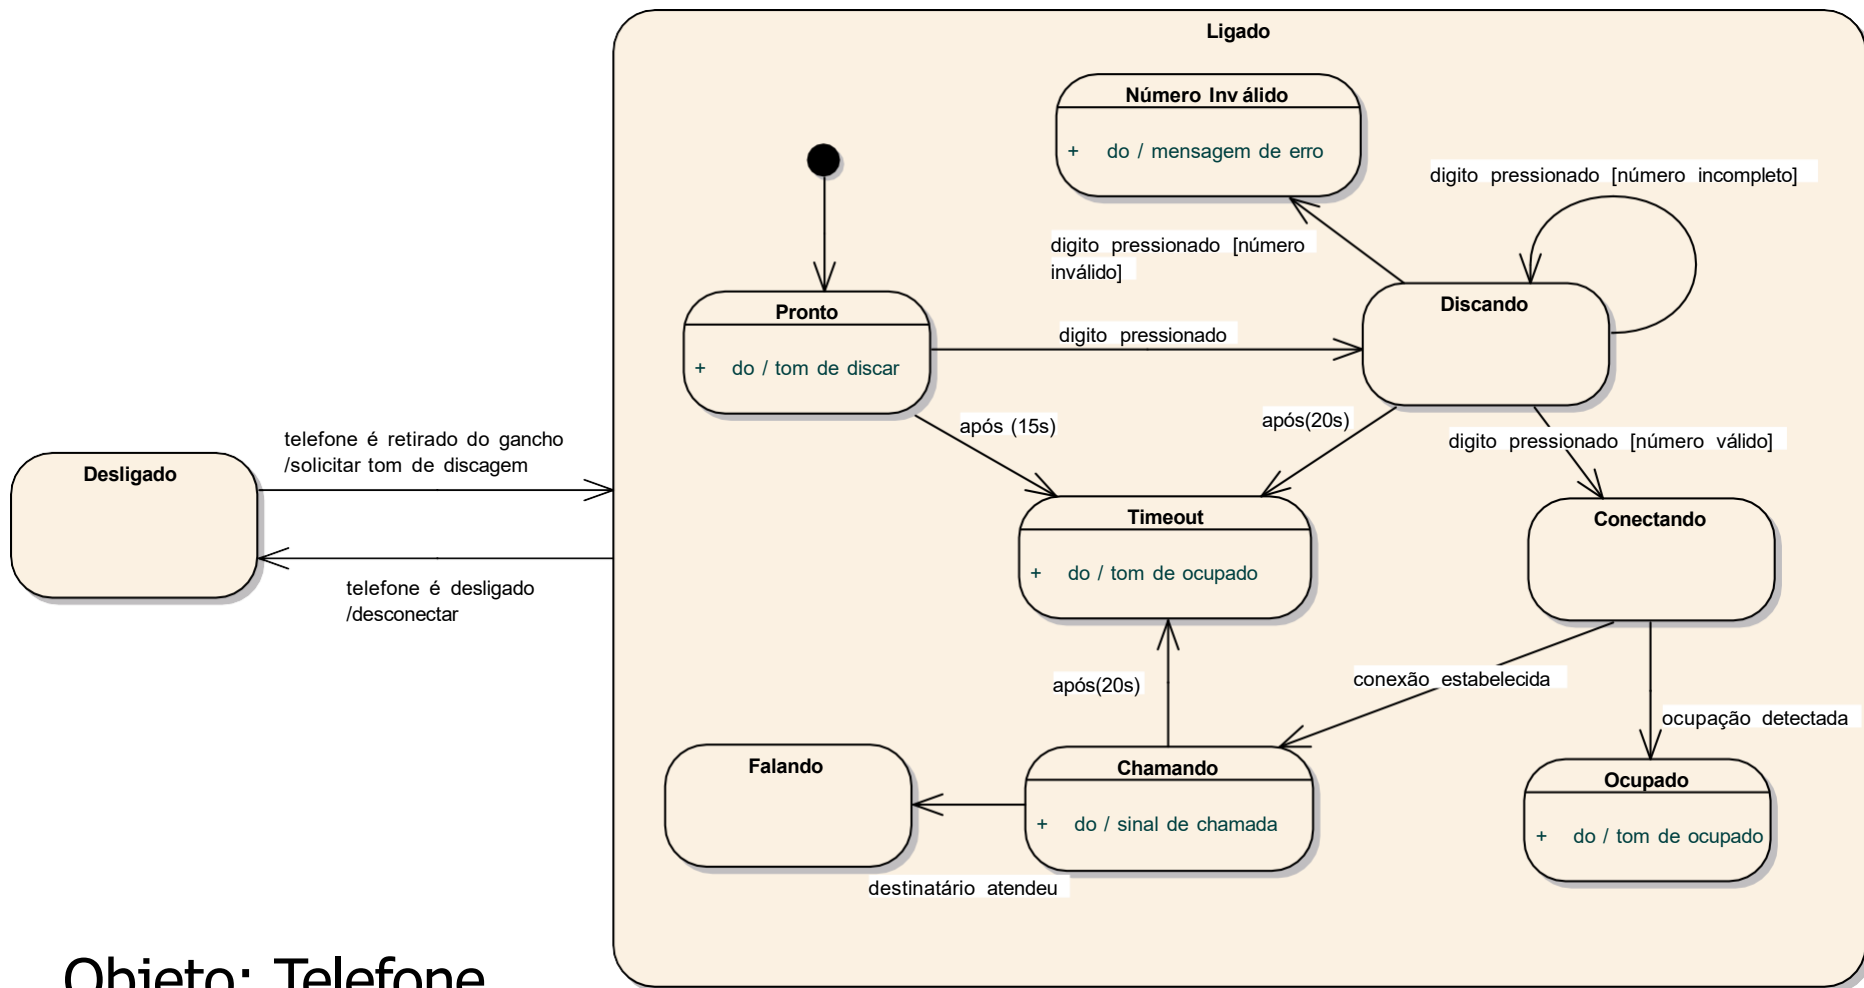 Ligado
Número Inválido
+ do / mensagem de erro
digito pressionado [número incompleto]
digito pressionado [número
inválido]
Discando
Pronto
+ do / tom de discar
digito pressionado
após (15s)
após(20s)
digito pressionado [número válido]
telefone é retirado do gancho
/solicitar tom de discagem
Desligado
telefone é desligado
/desconectar
Timeout
+ do / tom de ocupado
Conectando
após(20s)
conexão estabelecida
ocupação detectada
Falando
Chamando
+ do / sinal de chamada
Ocupado
+ do / tom de ocupado
destinatário atendeu
Objeto: Telefone